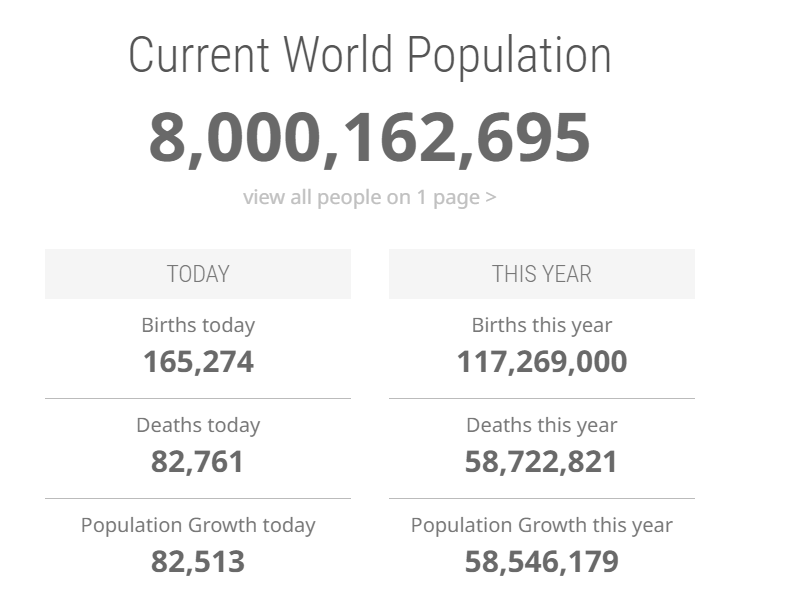 Current World Population
8,000,162,695
view all people on 1 page >
TODAY
Births today
165,274
Deaths today
82,761
Population Growth today
82,513
THIS YEAR
Births this year
117,269,000
Deaths this year
58,722,821
Population Growth this year
58,546,179